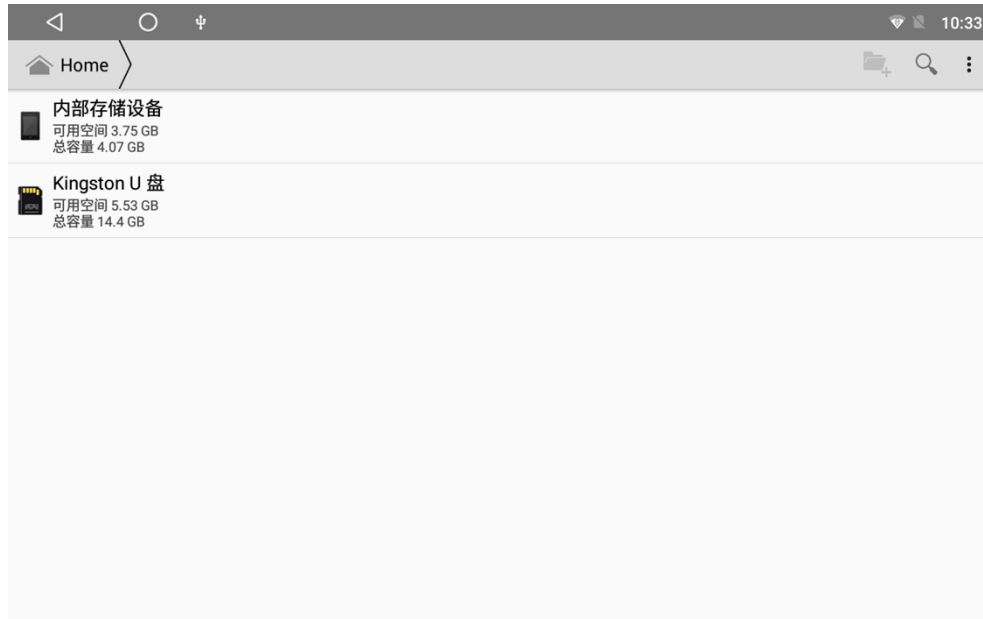 10:33
Home
内部存储设备
可用空间 3.75 GB
总容量 4.07 GB
Kingston U 盘
可用空间 5.53 GB
总容量 14.4 GB